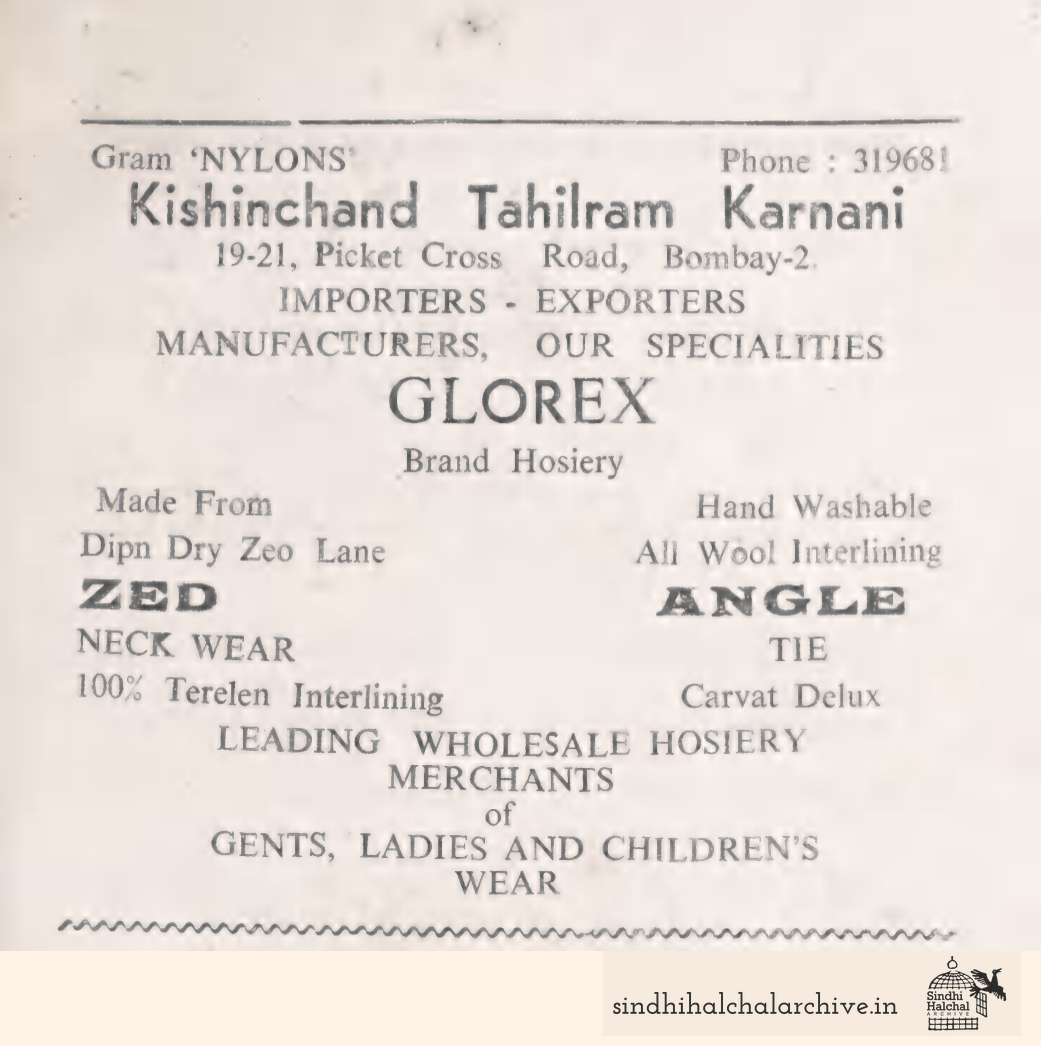 Gram 'NYLONS' Phone : 319681
Kishinchand Tahilram Karnani
19-21, Picket Cross Road, Bombay-2.
IMPORTERS - EXPORTERS
MANUFACTURERS, OUR SPECIALITIES
GLOREX
Brand Hosiery
Made From Hand Washable
Dipn Dry Zeo Lane All Wool Interlining
ZED ANGLE
NECK WEAR TIE
100% Terelen Interlining Carvat Delux
LEADING WHOLESALE HOSIERY
MERCHANTS
of
GENTS, LADIES AND CHILDREN'S
WEAR
sindhihalchalarchive.in
Sindhi
Halchal
ARCHIVE